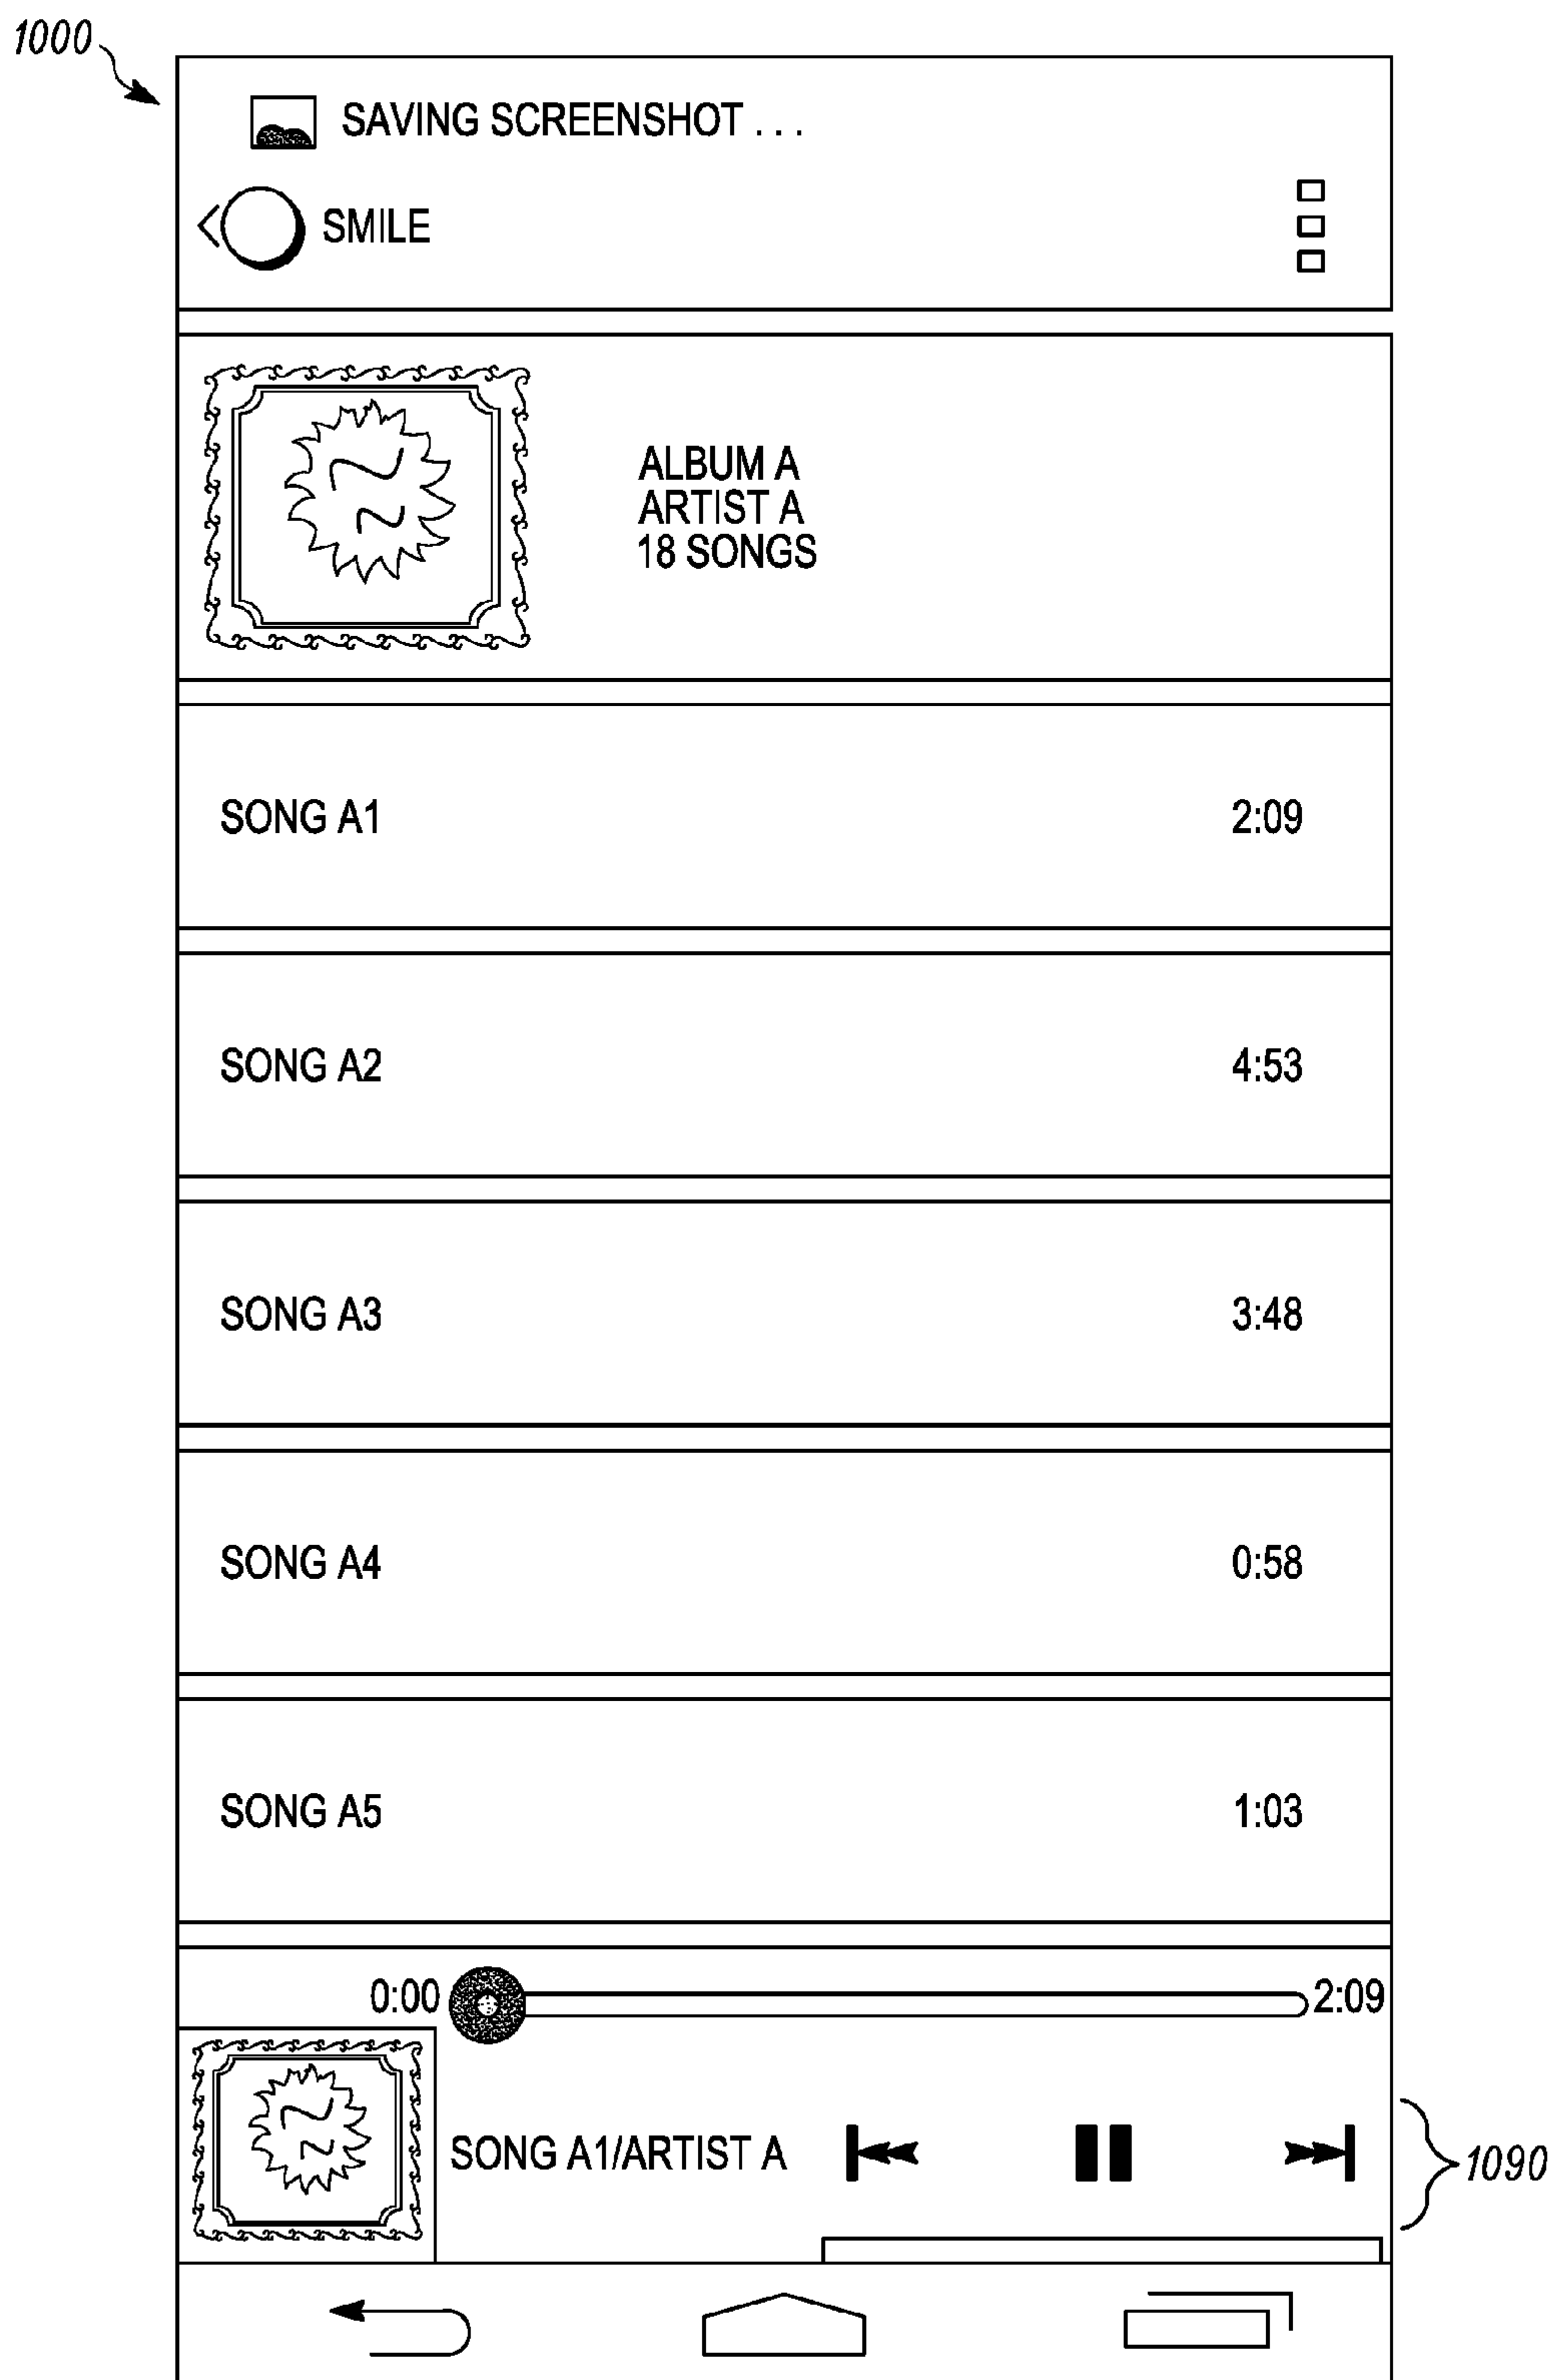 1000
SAVING SCREENSHOT . . .
SMILE
ALBUM A
ARTIST A
18 SONGS
SONG A1 2:09
SONG A2 4:53
SONG A3 3:48
SONG A4 0:58
SONG A5 1:03
0:00 2:09
SONG A1/ARTIST A
1090